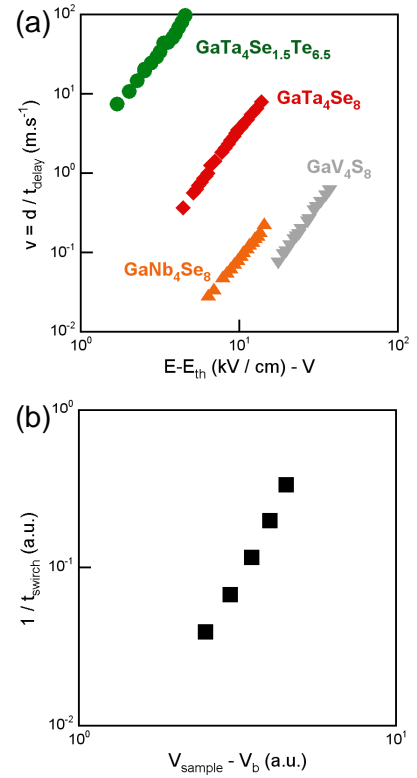 (a)
10²
10¹
10⁰
10⁻¹
10⁻²
v = d / t_delay (m.s⁻¹)
GaTa₄Se₁.₅Te₆.₅
GaTa₄Se₈
GaV₄S₈
GaNb₄Se₈
10⁰ 10¹ 10²
E-E_th (kV / cm) - V
(b)
10⁰
10⁻¹
10⁻²
1 / t_swirch (a.u.)
10⁰ 10¹
V_sample - V_b (a.u.)